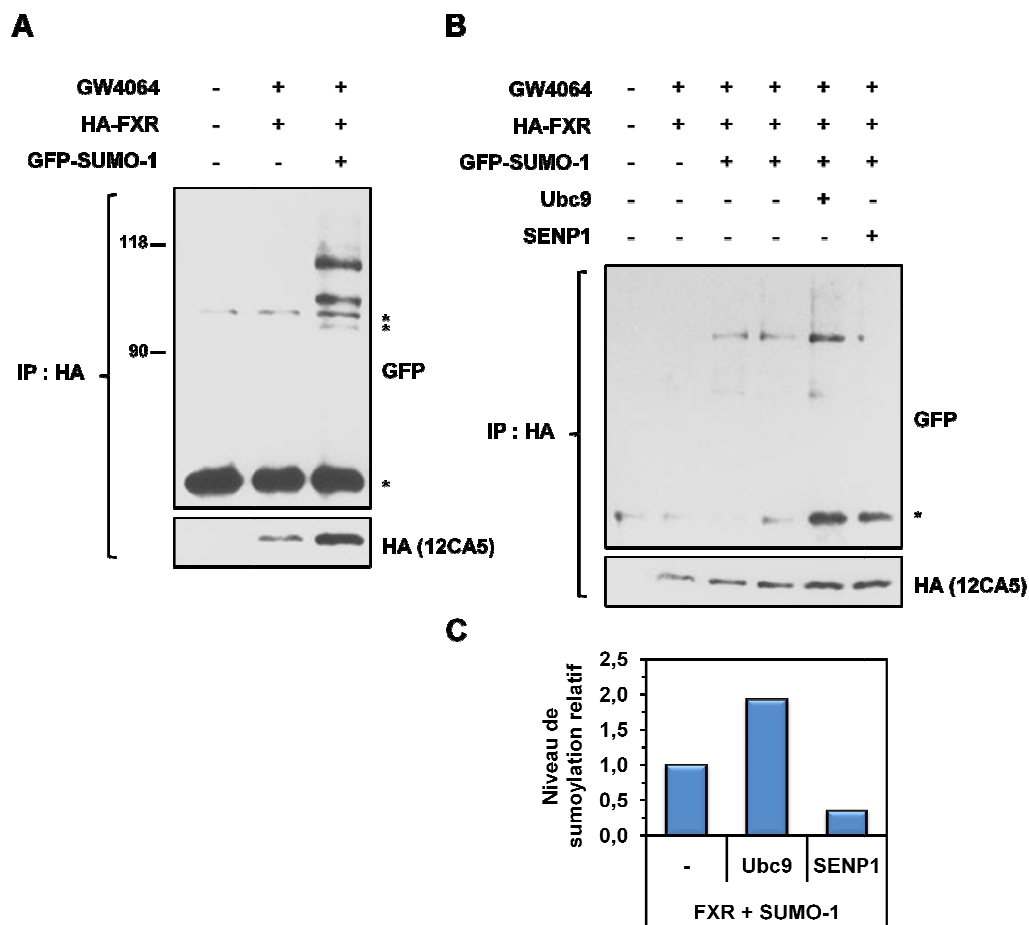 A
GW4064 - + +
HA-FXR - + +
GFP-SUMO-1 - - +
118
*
*
90
IP : HA
GFP
*
HA (12CA5)
B
GW4064 - + + + + +
HA-FXR - + + + + +
GFP-SUMO-1 - - + + + +
Ubc9 - - - - + -
SENP1 - - - - - +
IP : HA
GFP
*
HA (12CA5)
C
Niveau de
sumoylation relatif
2,5
2,0
1,5
1,0
0,5
0,0
- Ubc9 SENP1
FXR + SUMO-1